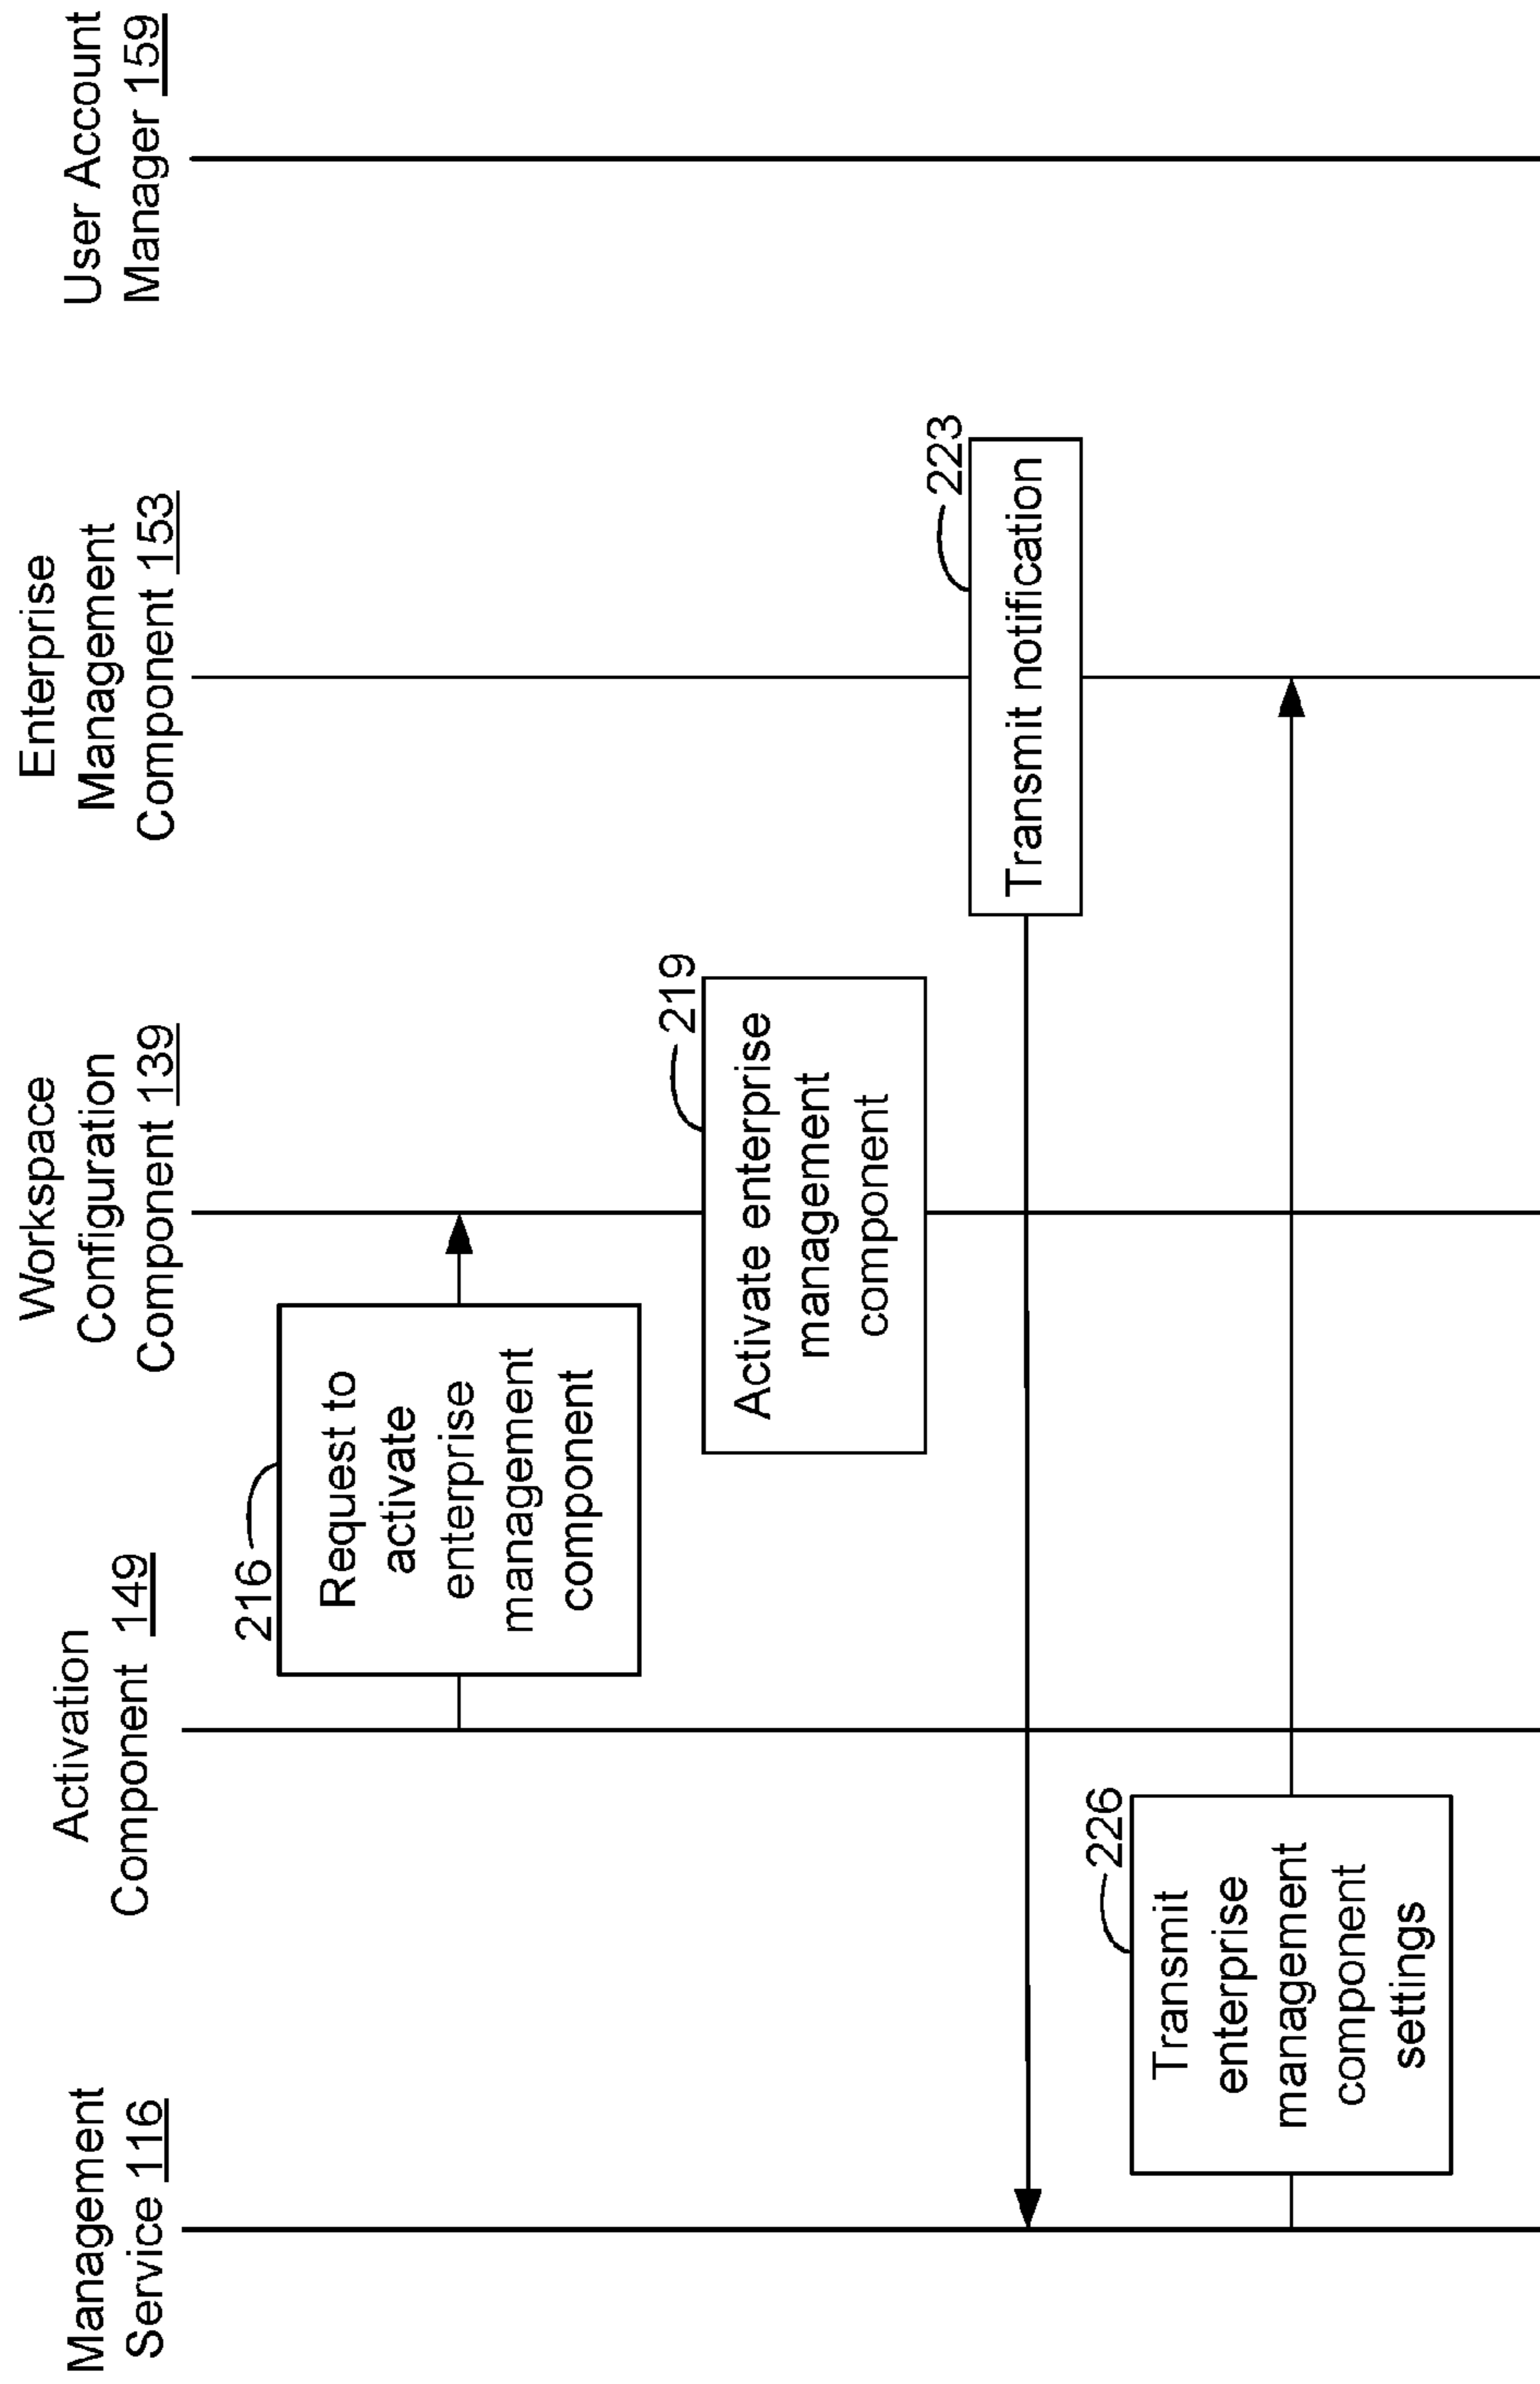 Management
Service 116
Activation
Component 149
Workspace
Configuration
Component 139
Enterprise
Management
Component 153
User Account
Manager 159
216
Request to
activate
enterprise
management
component
219
Activate enterprise
management
component
223
Transmit notification
226
Transmit
enterprise
management
component
settings